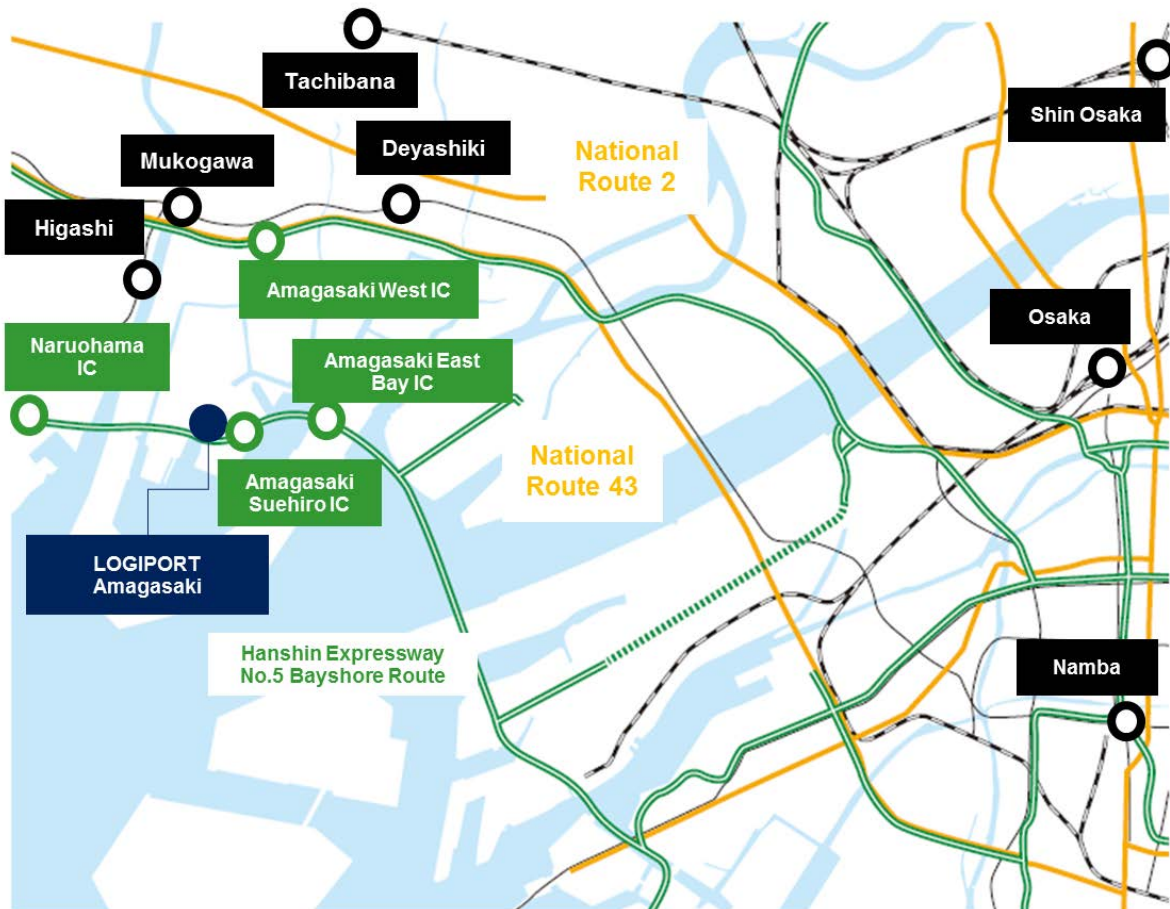 Tachibana
Shin Osaka
Mukogawa
Deyashiki
National
Route 2
Higashi
Amagasaki West IC
Naruohama
IC
Amagasaki East
Bay IC
Osaka
National
Route 43
Amagasaki
Suehiro IC
LOGIPORT
Amagasaki
Hanshin Expressway
No.5 Bayshore Route
Namba